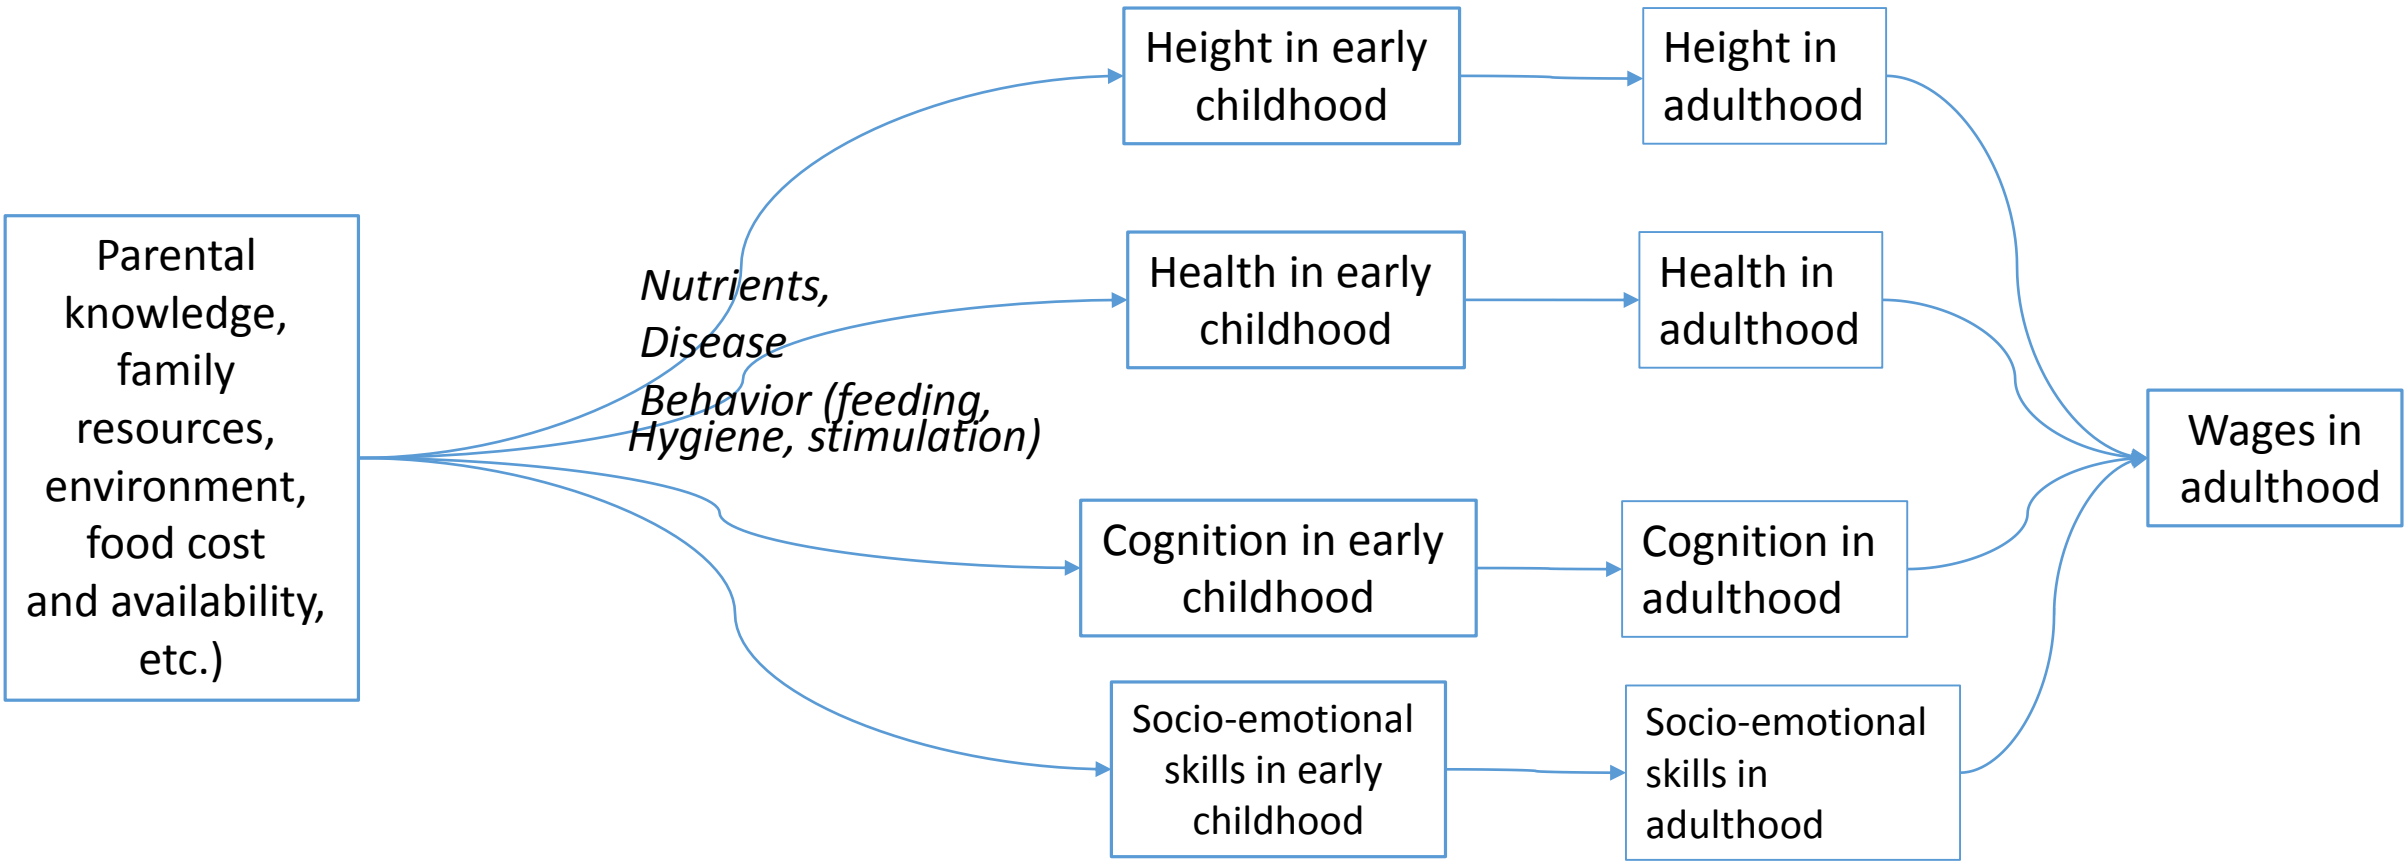 Parental
knowledge,
family
resources,
environment,
food cost
and availability,
etc.)
Nutrients,
Disease
Behavior (feeding,
Hygiene, stimulation)
Height in early
childhood
Height in
adulthood
Health in early
childhood
Health in
adulthood
Cognition in early
childhood
Cognition in
adulthood
Socio-emotional
skills in early
childhood
Socio-emotional
skills in
adulthood
Wages in
adulthood